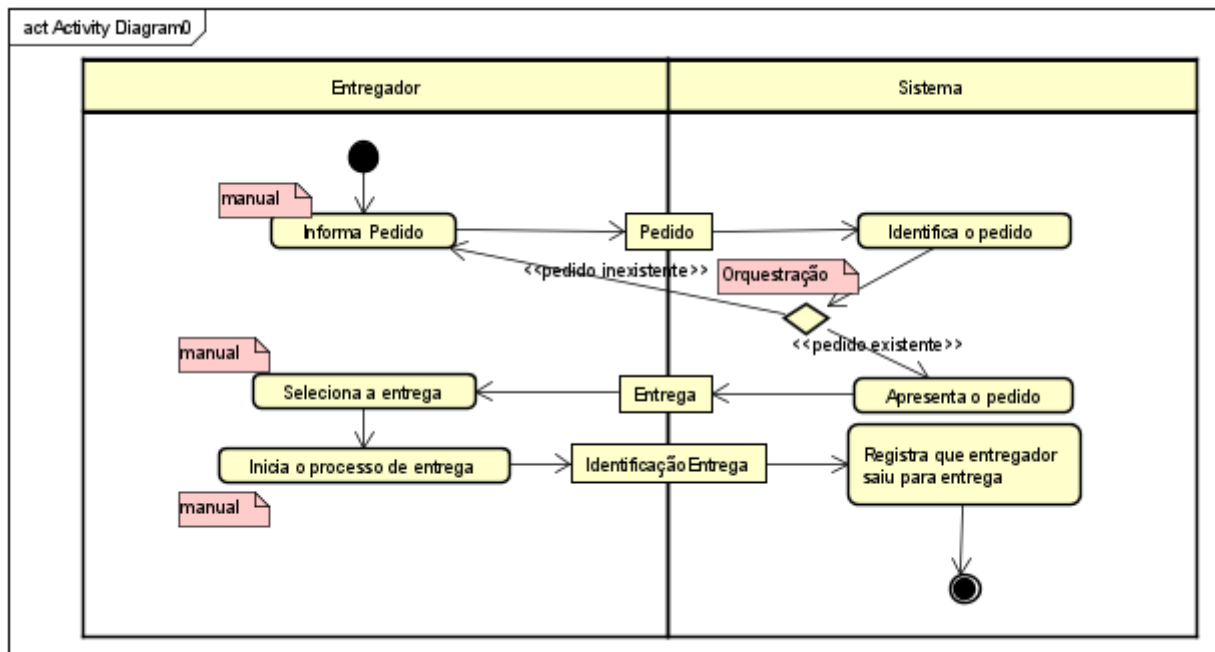 act Activity Diagram0
Entregador
Sistema
manual
Informa Pedido
Pedido
Identifica o pedido
<<pedido inexistente>>
Orquestração
<<pedido existente>>
manual
Seleciona a entrega
Entrega
Apresenta o pedido
Inicia o processo de entrega
IdentificaçãoEntrega
Registra que entregador
saiu para entrega
manual